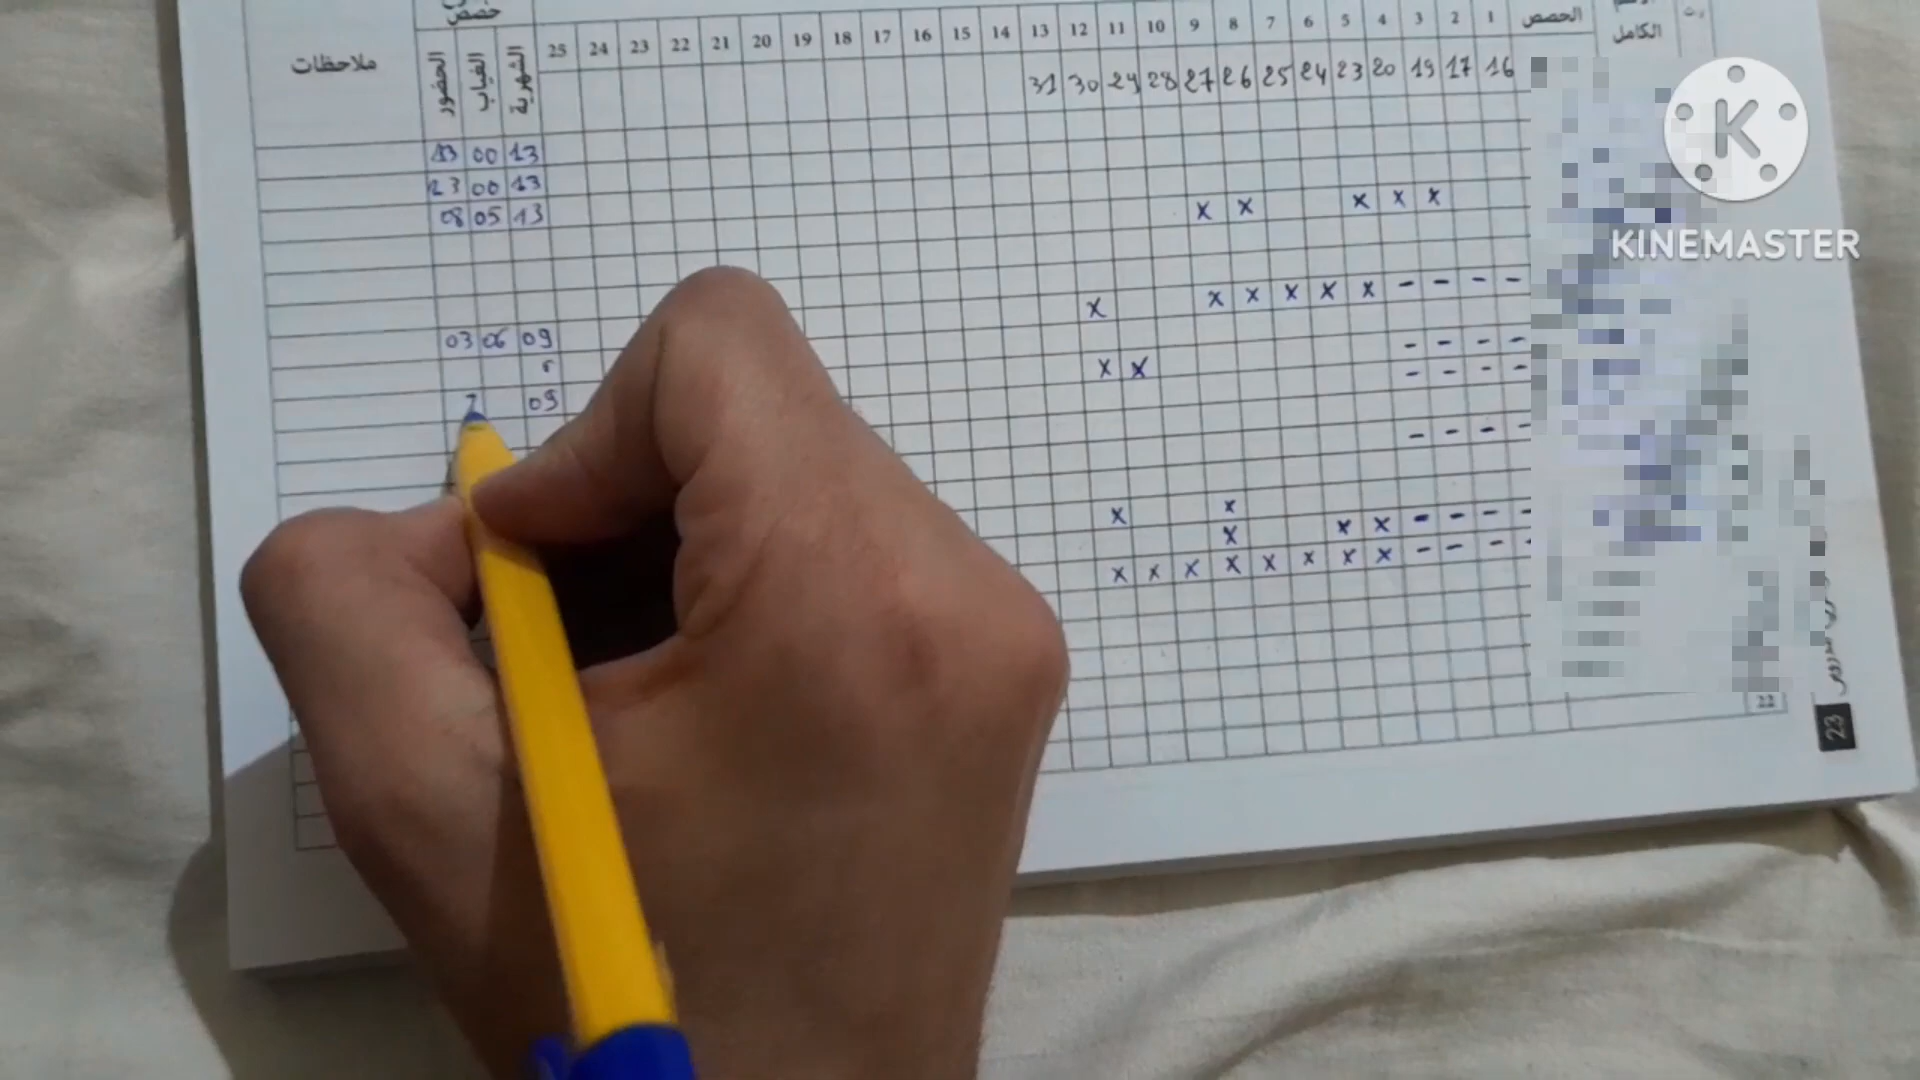 حصص
ملاحظات الحضور الغياب الشهرية 25 24 23 22 21 20 19 18 17 16 15 14 13 12 11 10 9 8 7 6 5 4 3 2 1 الحصص الكامل
31 30 29 28 27 26 25 24 23 20 19 17 16
KINEMASTER
13 00 13
13 00 13
08 05 13 x x x x x
x x x x x x - - - -
03 06 09 - - - -
x x - - - -
09
- - - -
x x - - - -
x x x
x x x x x x x x - - - -
22
23